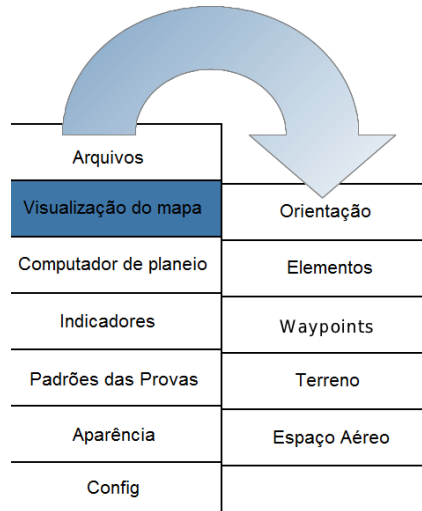 Arquivos
Visualização do mapa
Computador de planeio
Indicadores
Padrões das Provas
Aparência
Config
Orientação
Elementos
Waypoints
Terreno
Espaço Aéreo